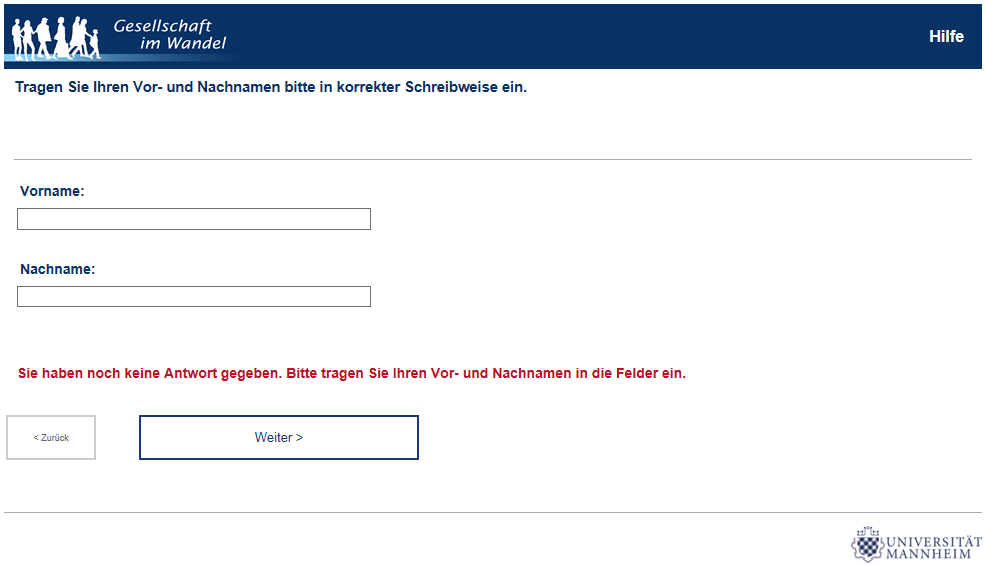 Gesellschaft
im Wandel
Hilfe
Tragen Sie Ihren Vor- und Nachnamen bitte in korrekter Schreibweise ein.
Vorname:
Nachname:
Sie haben noch keine Antwort gegeben. Bitte tragen Sie Ihren Vor- und Nachnamen in die Felder ein.
< Zurück
Weiter >
UNIVERSITÄT
MANNHEIM